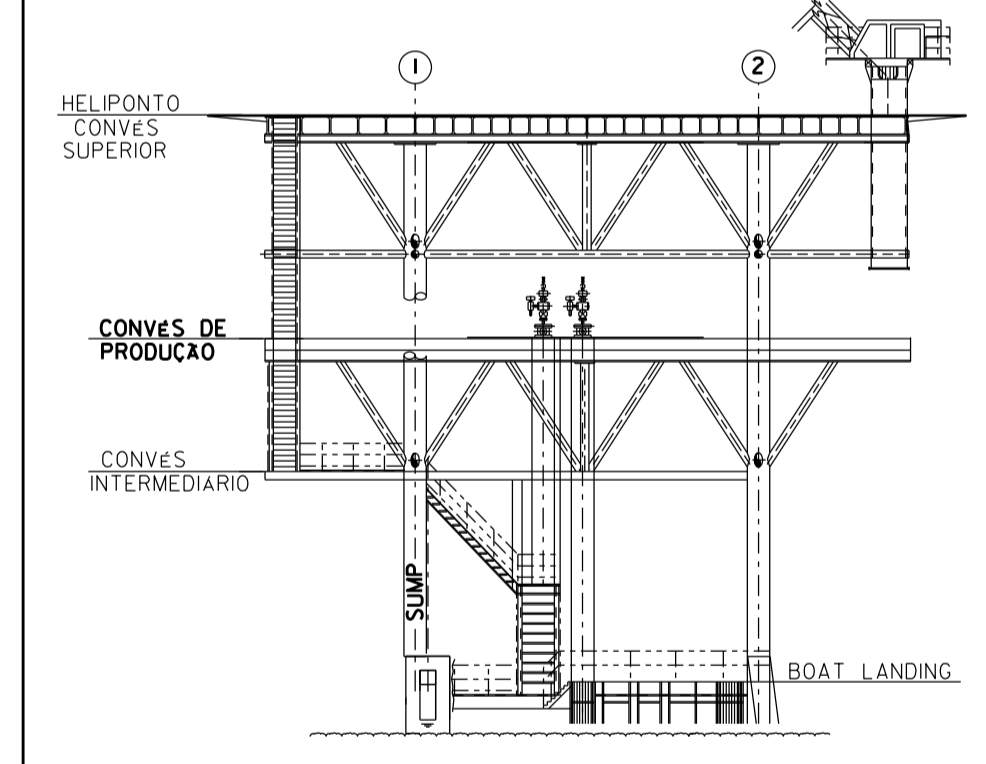 1
2
HELIPONTO
CONVÉS
SUPERIOR
CONVÉS DE
PRODUÇÃO
CONVÉS
INTERMEDIARIO
SUMP
BOAT LANDING